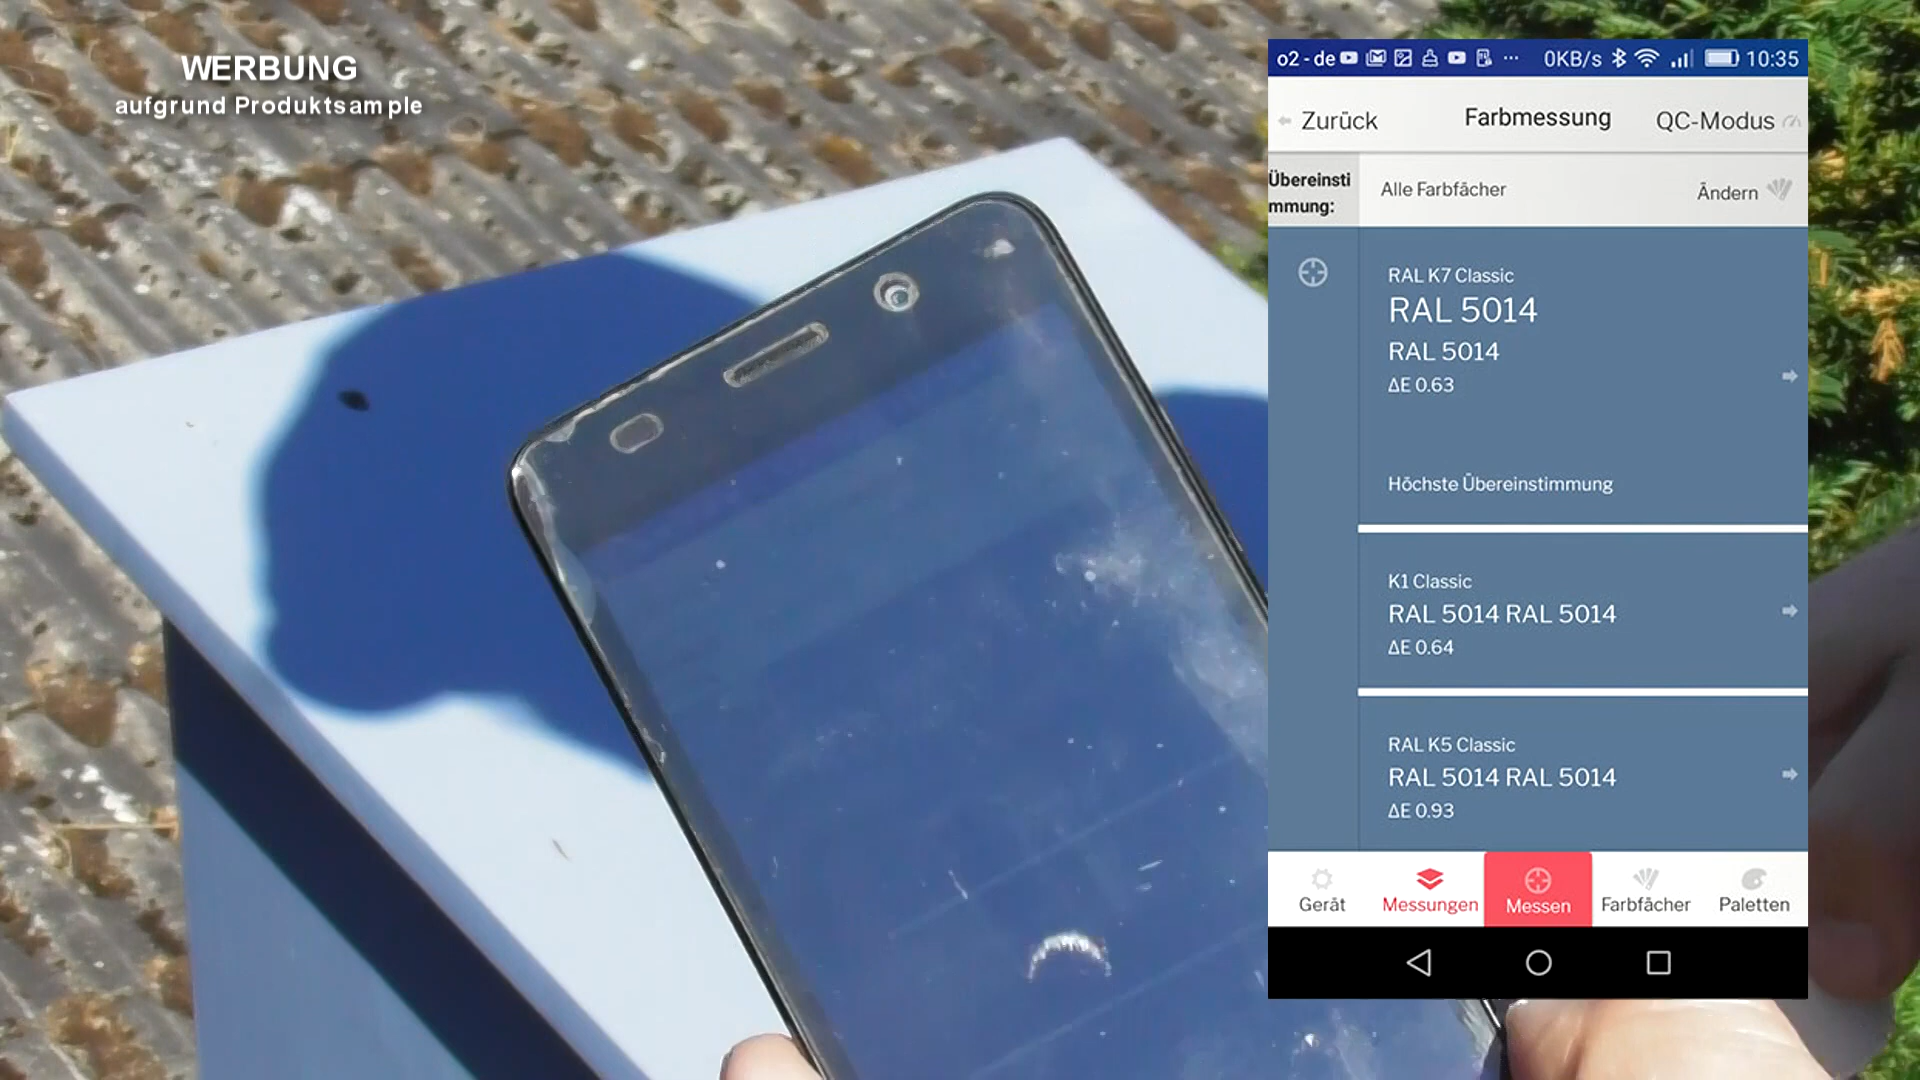 WERBUNG
aufgrund Produktsample
o2 - de ... 0KB/s 10:35
Zurück Farbmessung QC-Modus
Übereinsti
mmung:
Alle Farbfächer Ändern
RAL K7 Classic
RAL 5014
RAL 5014
ΔE 0.63
Höchste Übereinstimmung
K1 Classic
RAL 5014 RAL 5014
ΔE 0.64
RAL K5 Classic
RAL 5014 RAL 5014
ΔE 0.93
Gerät Messungen Messen Farbfächer Paletten